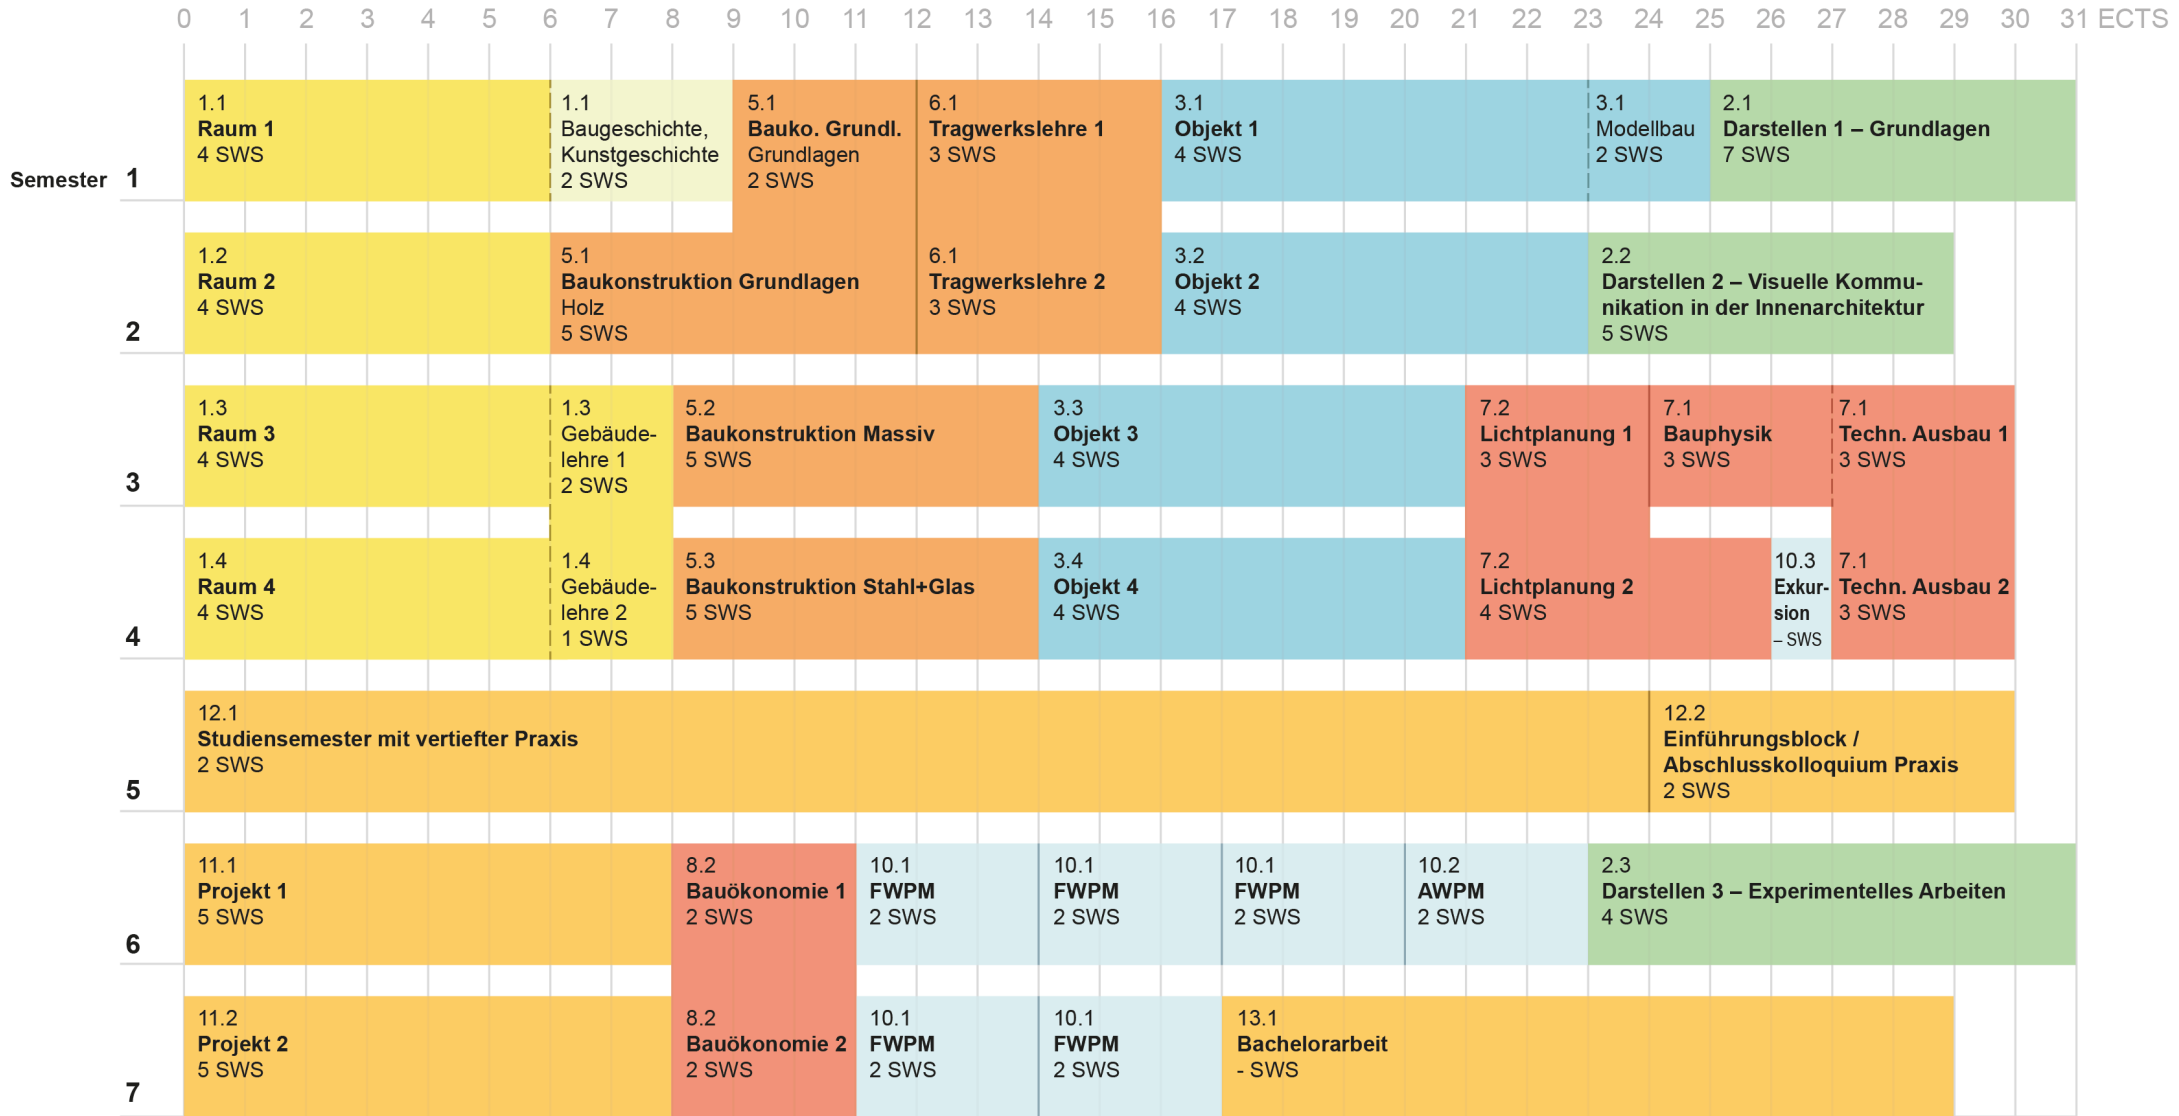 0 1 2 3 4 5 6 7 8 9 10 11 12 13 14 15 16 17 18 19 20 21 22 23 24 25 26 27 28 29 30 31 ECTS
Semester 1
1.1
Raum 1
4 SWS
1.1
Baugeschichte,
Kunstgeschichte
2 SWS
5.1
Bauko. Grundl.
Grundlagen
2 SWS
6.1
Tragwerkslehre 1
3 SWS
3.1
Objekt 1
4 SWS
3.1
Modellbau
2 SWS
2.1
Darstellen 1 – Grundlagen
7 SWS
2
1.2
Raum 2
4 SWS
5.1
Baukonstruktion Grundlagen
Holz
5 SWS
6.1
Tragwerkslehre 2
3 SWS
3.2
Objekt 2
4 SWS
2.2
Darstellen 2 – Visuelle Kommu-
nikation in der Innenarchitektur
5 SWS
3
1.3
Raum 3
4 SWS
1.3
Gebäude-
lehre 1
2 SWS
5.2
Baukonstruktion Massiv
5 SWS
3.3
Objekt 3
4 SWS
7.2
Lichtplanung 1
3 SWS
7.1
Bauphysik
3 SWS
7.1
Techn. Ausbau 1
3 SWS
4
1.4
Raum 4
4 SWS
1.4
Gebäude-
lehre 2
1 SWS
5.3
Baukonstruktion Stahl+Glas
5 SWS
3.4
Objekt 4
4 SWS
7.2
Lichtplanung 2
4 SWS
10.3
Exkur-
sion
– SWS
7.1
Techn. Ausbau 2
3 SWS
5
12.1
Studiensemester mit vertiefter Praxis
2 SWS
12.2
Einführungsblock /
Abschlusskolloquium Praxis
2 SWS
6
11.1
Projekt 1
5 SWS
8.2
Bauökonomie 1
2 SWS
10.1
FWPM
2 SWS
10.1
FWPM
2 SWS
10.1
FWPM
2 SWS
10.2
AWPM
2 SWS
2.3
Darstellen 3 – Experimentelles Arbeiten
4 SWS
7
11.2
Projekt 2
5 SWS
8.2
Bauökonomie 2
2 SWS
10.1
FWPM
2 SWS
10.1
FWPM
2 SWS
13.1
Bachelorarbeit
- SWS